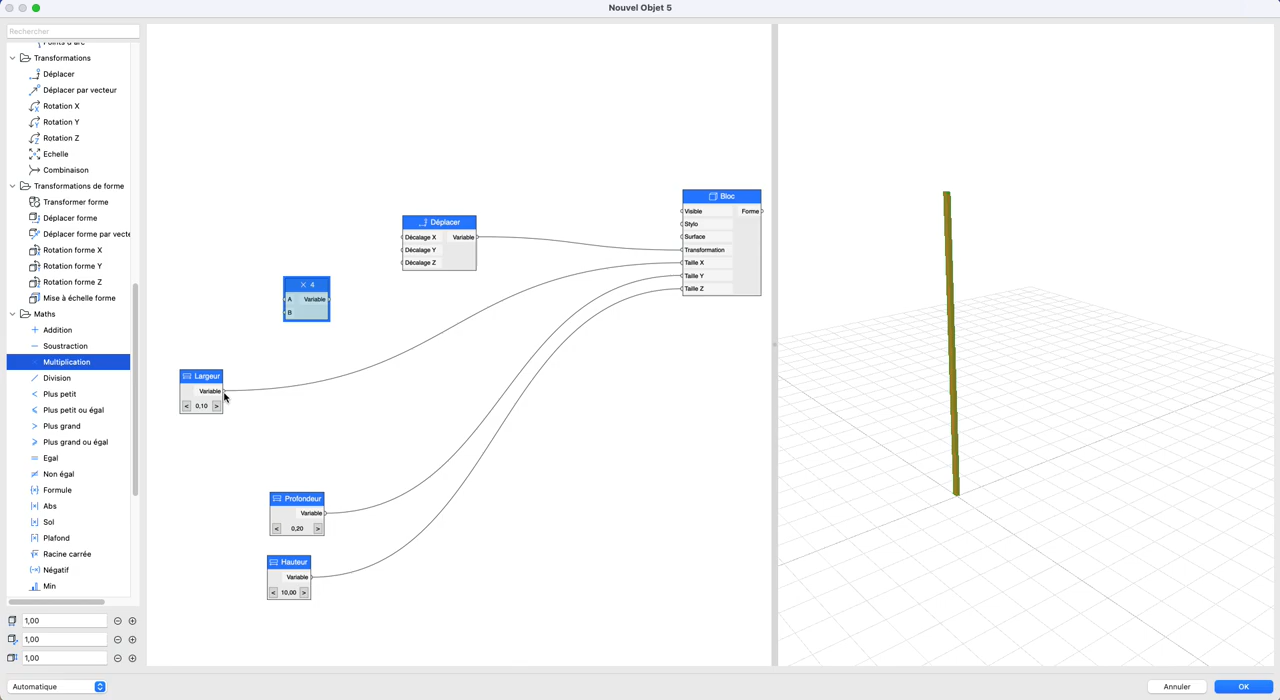 Nouvel Objet 5
Rechercher
Points d'arc
Transformations
Déplacer
Déplacer par vecteur
Rotation X
Rotation Y
Rotation Z
Echelle
Combinaison
Transformations de forme
Transformer forme
Déplacer forme
Déplacer forme par vecte
Rotation forme X
Rotation forme Y
Rotation forme Z
Mise à échelle forme
Maths
Addition
Soustraction
Multiplication
Division
Plus petit
Plus petit ou égal
Plus grand
Plus grand ou égal
Egal
Non égal
Formule
Abs
Sol
Plafond
Racine carrée
Négatif
Min
1,00
1,00
1,00
Automatique
Déplacer
Décalage X Variable
Décalage Y
Décalage Z
× 4
A Variable
B
Largeur
Variable
< 0,10 >
Profondeur
Variable
< 0,20 >
Hauteur
Variable
< 10,00 >
Bloc
Visible Forme
Stylo
Surface
Transformation
Taille X
Taille Y
Taille Z
Annuler
OK